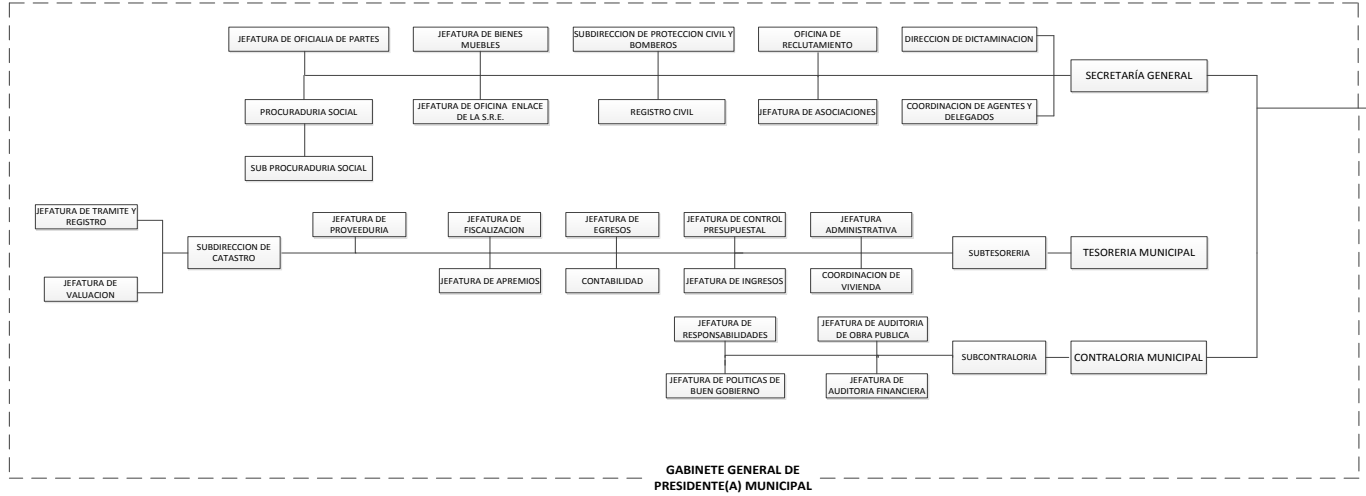 JEFATURA DE OFICIALIA DE PARTES
JEFATURA DE BIENES
MUEBLES
SUBDIRECCION DE PROTECCION CIVIL Y
BOMBEROS
OFICINA DE
RECLUTAMIENTO
DIRECCION DE DICTAMINACION
SECRETARÍA GENERAL
PROCURADURIA SOCIAL
JEFATURA DE OFICINA ENLACE
DE LA S.R.E.
REGISTRO CIVIL
JEFATURA DE ASOCIACIONES
COORDINACION DE AGENTES Y
DELEGADOS
SUB PROCURADURIA SOCIAL
JEFATURA DE TRAMITE Y
REGISTRO
JEFATURA DE
PROVEEDURIA
JEFATURA DE
FISCALIZACION
JEFATURA DE
EGRESOS
JEFATURA DE CONTROL
PRESUPUESTAL
JEFATURA
ADMINISTRATIVA
SUBDIRECCION DE
CATASTRO
SUBTESORERIA
TESORERIA MUNICIPAL
JEFATURA DE
VALUACION
JEFATURA DE APREMIOS
CONTABILIDAD
JEFATURA DE INGRESOS
COORDINACION DE
VIVIENDA
JEFATURA DE
RESPONSABILIDADES
JEFATURA DE AUDITORIA
DE OBRA PUBLICA
SUBCONTRALORIA
CONTRALORIA MUNICIPAL
JEFATURA DE POLITICAS DE
BUEN GOBIERNO
JEFATURA DE
AUDITORIA FINANCIERA
GABINETE GENERAL DE
PRESIDENTE(A) MUNICIPAL